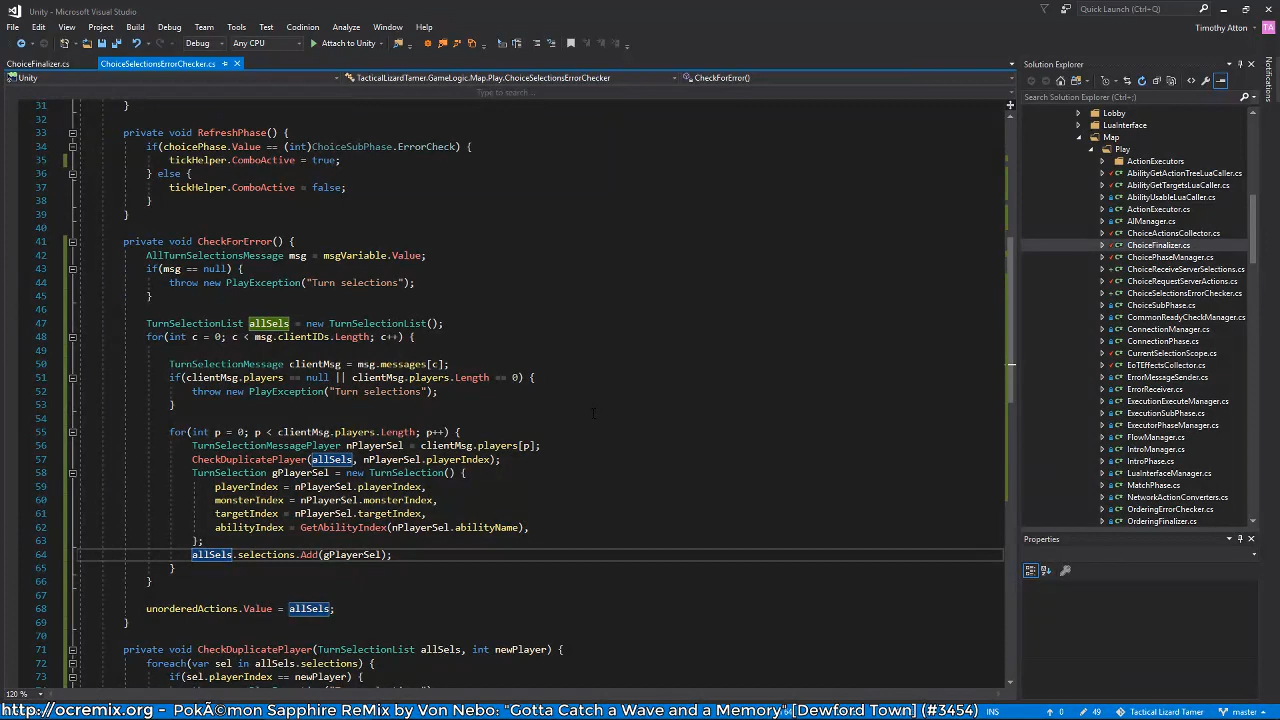 Unity - Microsoft Visual Studio
Quick Launch (Ctrl+;)
File Edit View Project Build Debug Team Tools Test Analyze Window Help
Timothy Atton
TA
Debug Any CPU Attach to Unity
ChoiceFinalizer.cs ChoiceSelectionsErrorChecker.cs
Unity TacticalLizardTamer.GameLogic.Map.Play.ChoiceSelectionsErrorChecker CheckForError()
Type to search ...
31 }
32
33 private void RefreshPhase() {
34 if(choicePhase.Value == (int)ChoiceSubPhase.ErrorCheck) {
35 tickHelper.ComboActive = true;
36 } else {
37 tickHelper.ComboActive = false;
38 }
39 }
40
41 private void CheckForError() {
42 AllTurnSelectionsMessage msg = msgVariable.Value;
43 if(msg == null) {
44 throw new PlayException("Turn selections");
45 }
46
47 TurnSelectionList allSels = new TurnSelectionList();
48 for(int c = 0; c < msg.clientIDs.Length; c++) {
49
50 TurnSelectionMessage clientMsg = msg.messages[c];
51 if(clientMsg.players == null || clientMsg.players.Length == 0) {
52 throw new PlayException("Turn selections");
53 }
54
55 for(int p = 0; p < clientMsg.players.Length; p++) {
56 TurnSelectionMessagePlayer nPlayerSel = clientMsg.players[p];
57 CheckDuplicatePlayer(allSels, nPlayerSel.playerIndex);
58 TurnSelection gPlayerSel = new TurnSelection() {
59 playerIndex = nPlayerSel.playerIndex,
60 monsterIndex = nPlayerSel.monsterIndex,
61 targetIndex = nPlayerSel.targetIndex,
62 abilityIndex = GetAbilityIndex(nPlayerSel.abilityName),
63 };
64 allSels.selections.Add(gPlayerSel);
65 }
66 }
67
68 unorderedActions.Value = allSels;
69 }
70
71 private void CheckDuplicatePlayer(TurnSelectionList allSels, int newPlayer) {
72 foreach(var sel in allSels.selections) {
73 if(sel.playerIndex == newPlayer) {
120 %
Solution Explorer
Search Solution Explorer (Ctrl+;)
Lobby
LuaInterface
Map
Play
ActionExecutors
AbilityGetActionTreeLuaCaller.cs
AbilityGetTargetsLuaCaller.cs
AbilityUsableLuaCaller.cs
ActionExecutor.cs
AIManager.cs
ChoiceActionsCollector.cs
ChoiceFinalizer.cs
ChoicePhaseManager.cs
ChoiceReceiveServerSelections.cs
ChoiceRequestServerActions.cs
ChoiceSelectionsErrorChecker.cs
ChoiceSubPhase.cs
CommonReadyCheckManager.cs
ConnectionManager.cs
ConnectionPhase.cs
CurrentSelectionScope.cs
EoTEffectsCollector.cs
ErrorMessageSender.cs
ErrorReceiver.cs
ExecutionExecuteManager.cs
ExecutionSubPhase.cs
ExecutorPhaseManager.cs
FlowManager.cs
IntroManager.cs
IntroPhase.cs
LuaInterfaceManager.cs
MatchPhase.cs
NetworkActionConverters.cs
OrderingErrorChecker.cs
OrderingFinalizer.cs
Properties
Notifications
http://ocremix.org - PokÃ©mon Sapphire ReMix by Von Nebo: "Gotta Catch a Wave and a Memory" [Dewford Town] (#3454)
INS 0 49 Tactical Lizard Tamer master